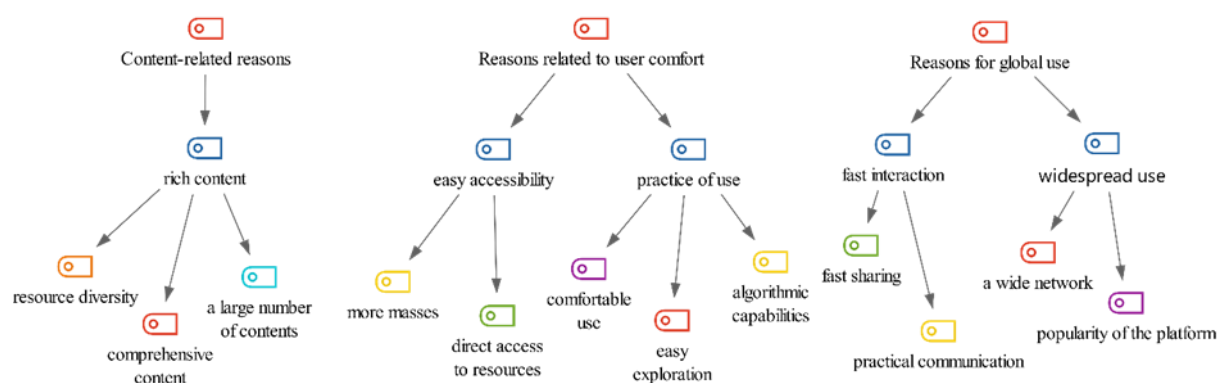 Content-related reasons
Reasons related to user comfort
Reasons for global use
rich content
easy accessibility
practice of use
fast interaction
widespread use
resource diversity
a large number
of contents
comprehensive
content
more masses
direct access
to resources
comfortable
use
easy
exploration
algorithmic
capabilities
fast sharing
practical communication
a wide network
popularity of the platform